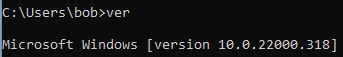 C:\Users\bob>ver
Microsoft Windows [version 10.0.22000.318]